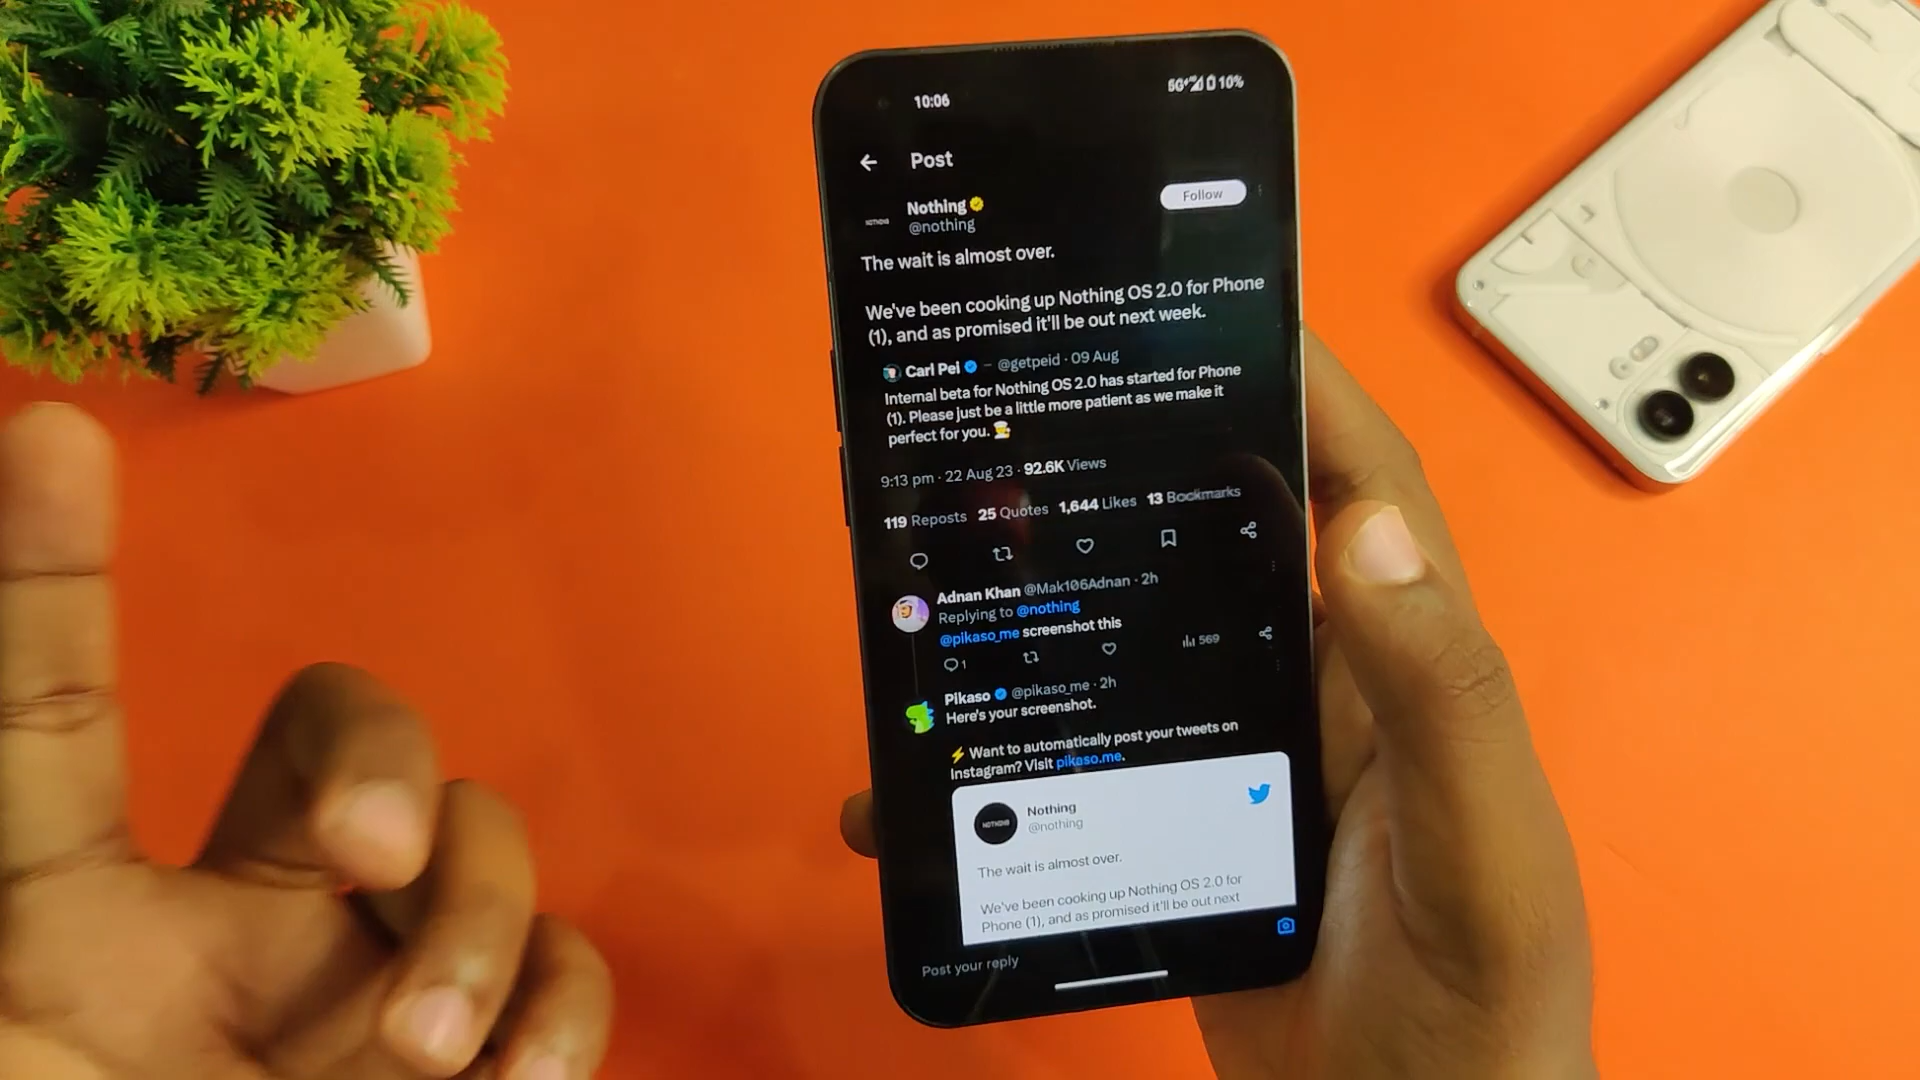 10:06
5G+ 10%
Post
Nothing
@nothing
Follow
The wait is almost over.
We've been cooking up Nothing OS 2.0 for Phone
(1), and as promised it'll be out next week.
Carl Pei @getpeid · 09 Aug
Internal beta for Nothing OS 2.0 has started for Phone
(1). Please just be a little more patient as we make it
perfect for you.
9:13 pm · 22 Aug 23 · 92.6K Views
119 Reposts 25 Quotes 1,644 Likes 13 Bookmarks
Adnan Khan @Mak106Adnan · 2h
Replying to @nothing
@pikaso_me screenshot this
1
569
Pikaso @pikaso_me · 2h
Here's your screenshot.
Want to automatically post your tweets on
Instagram? Visit pikaso.me.
NOTHING
Nothing
@nothing
The wait is almost over.
We've been cooking up Nothing OS 2.0 for
Phone (1), and as promised it'll be out next
Post your reply